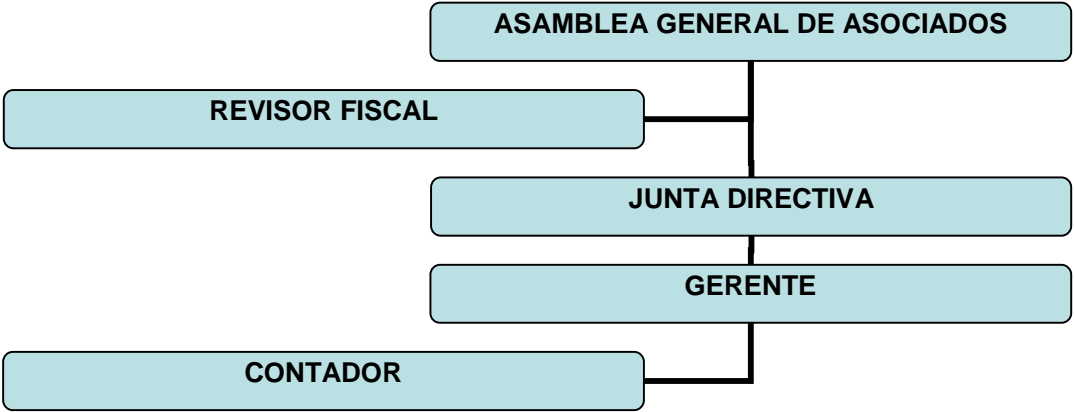 ASAMBLEA GENERAL DE ASOCIADOS
REVISOR FISCAL
JUNTA DIRECTIVA
GERENTE
CONTADOR